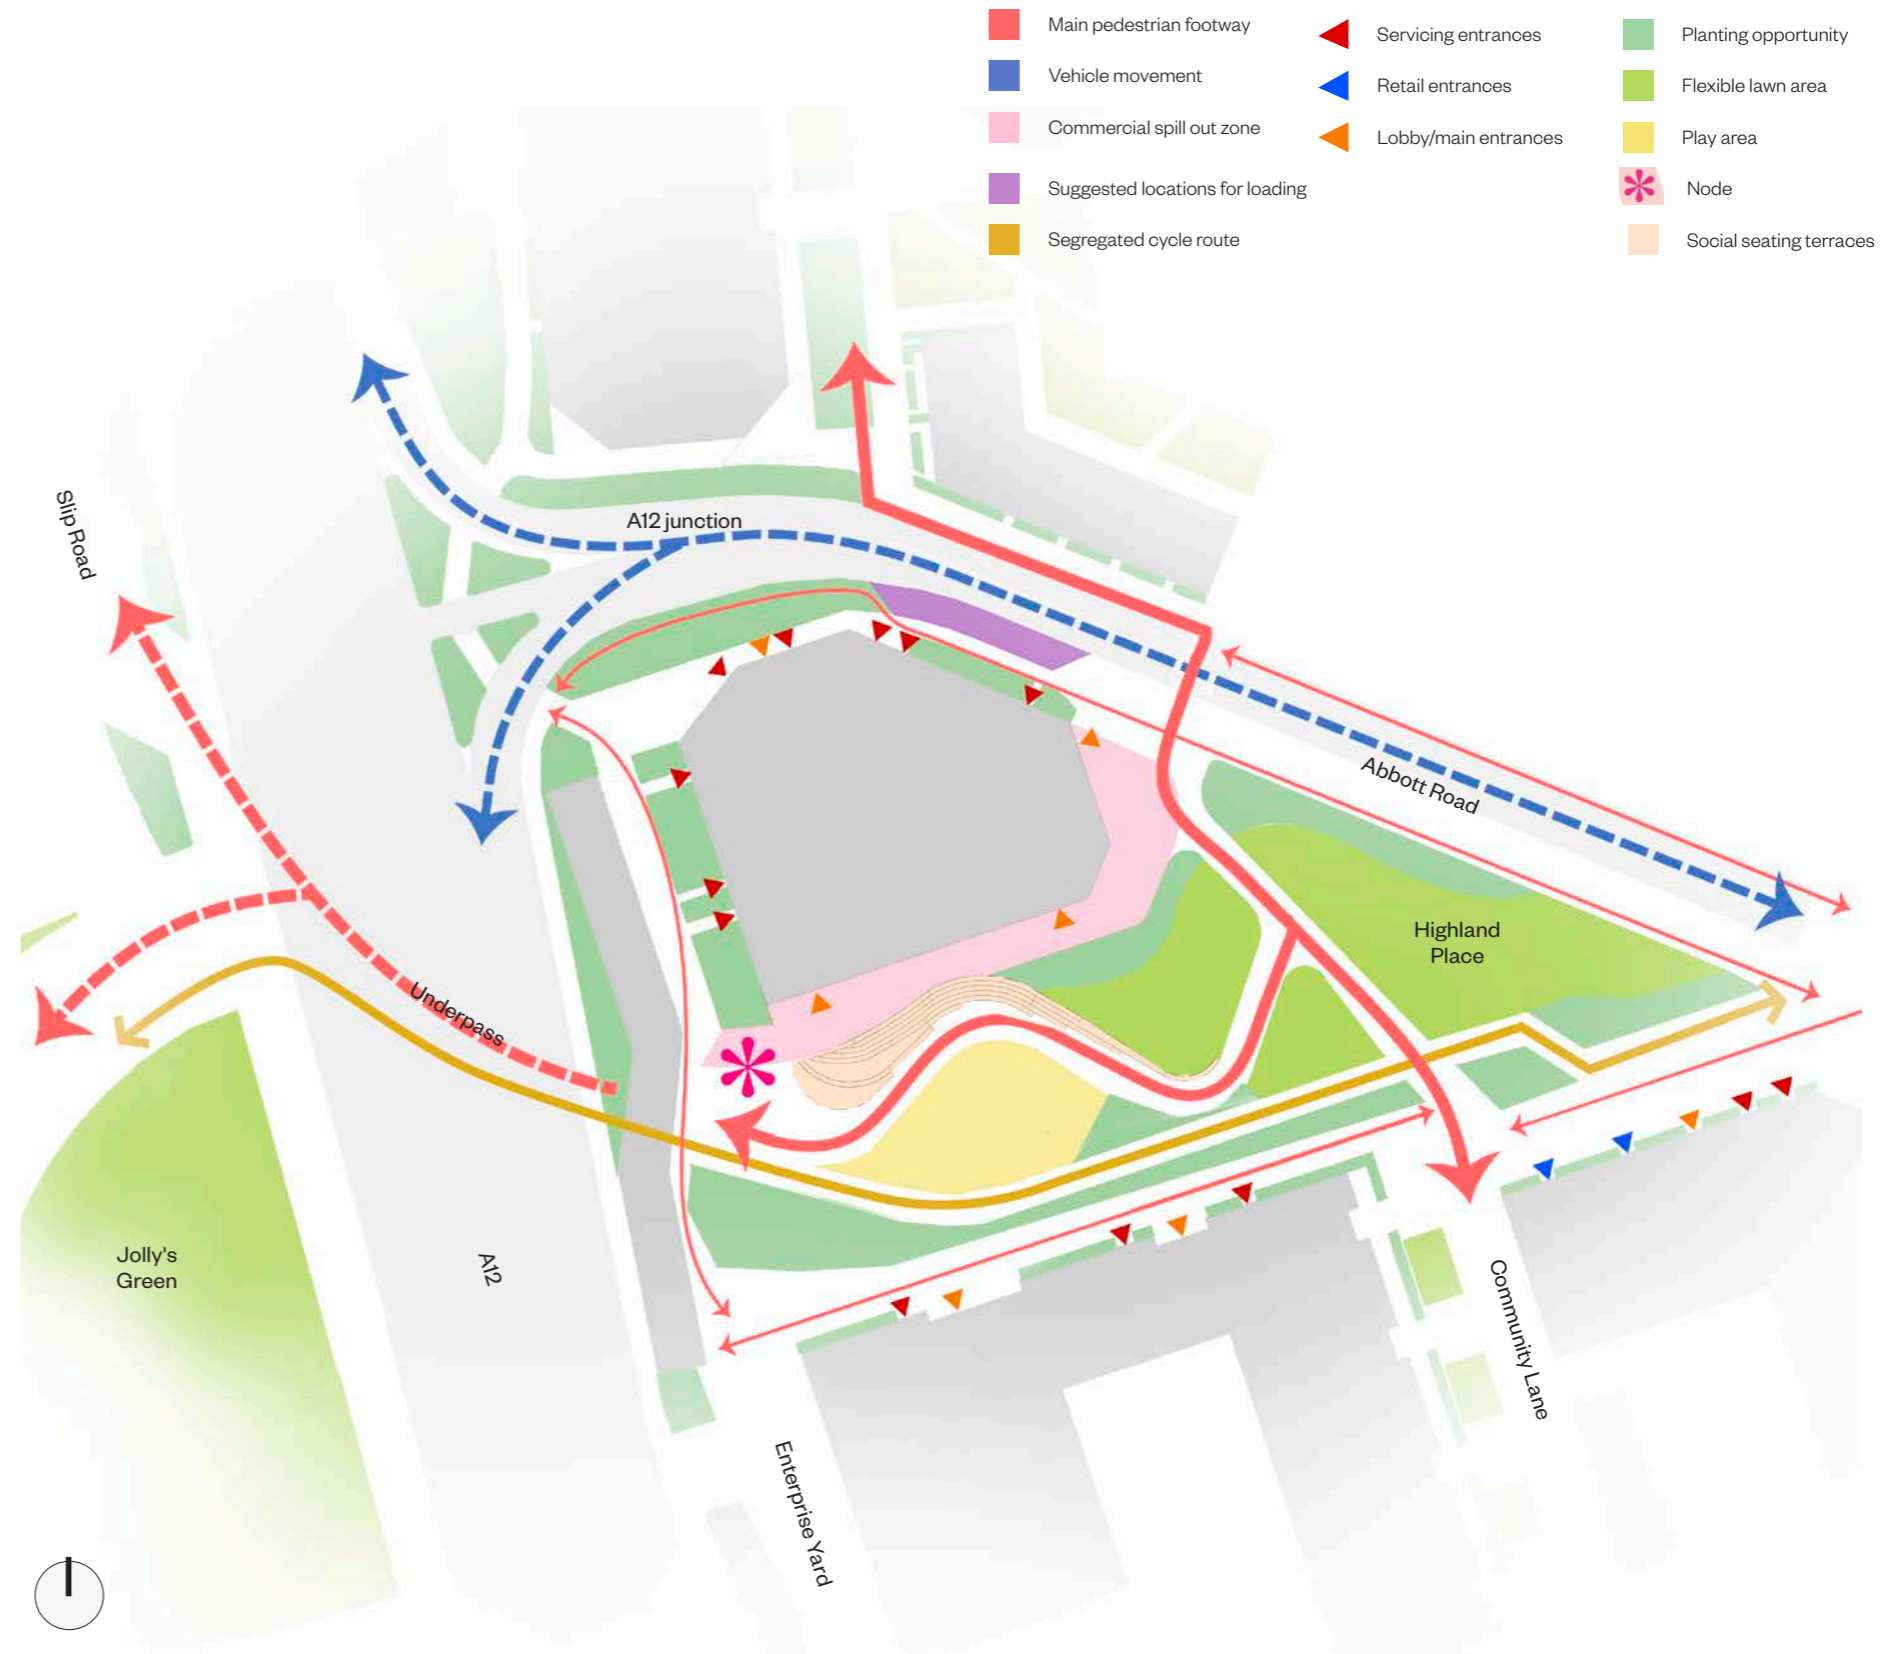 Main pedestrian footway
Vehicle movement
Commercial spill out zone
Suggested locations for loading
Segregated cycle route
Servicing entrances
Retail entrances
Lobby/main entrances
Planting opportunity
Flexible lawn area
Play area
Node
Social seating terraces
Slip Road
A12 junction
Abbott Road
Highland
Place
Underpass
Jolly's
Green
A12
Community Lane
Enterprise Yard